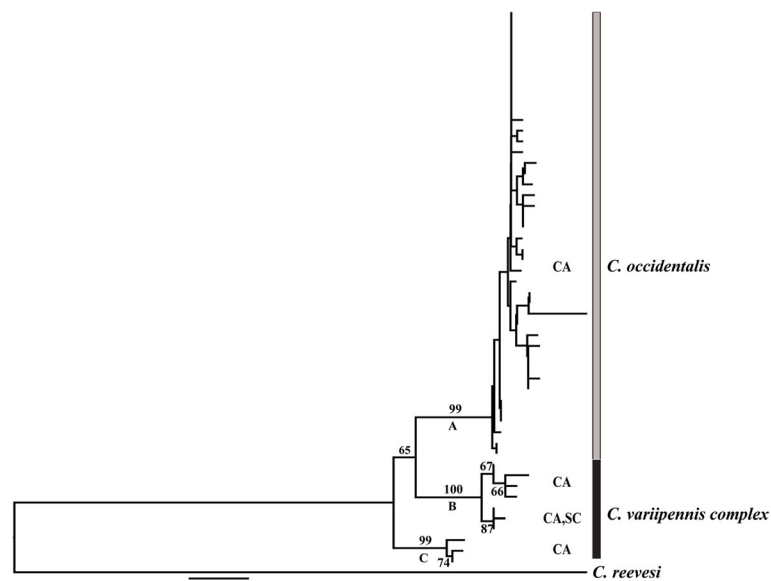 CA
C. occidentalis
99
A
65
67
CA
100
66
B
CA,SC
C. variipennis complex
87
99
CA
C
74
C. reevesi